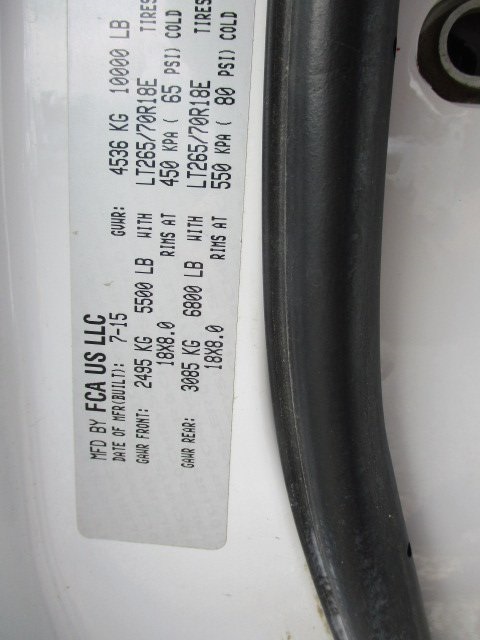 MFD BY FCA US LLC
DATE OF MFR(BUILT): 7-15 GVWR: 4536 KG 10000 LB
GAWR FRONT: 2495 KG 5500 LB WITH LT265/70R18E TIRES
18X8.0 RIMS AT 450 KPA ( 65 PSI) COLD
GAWR REAR: 3085 KG 6800 LB WITH LT265/70R18E TIRES
18X8.0 RIMS AT 550 KPA ( 80 PSI) COLD